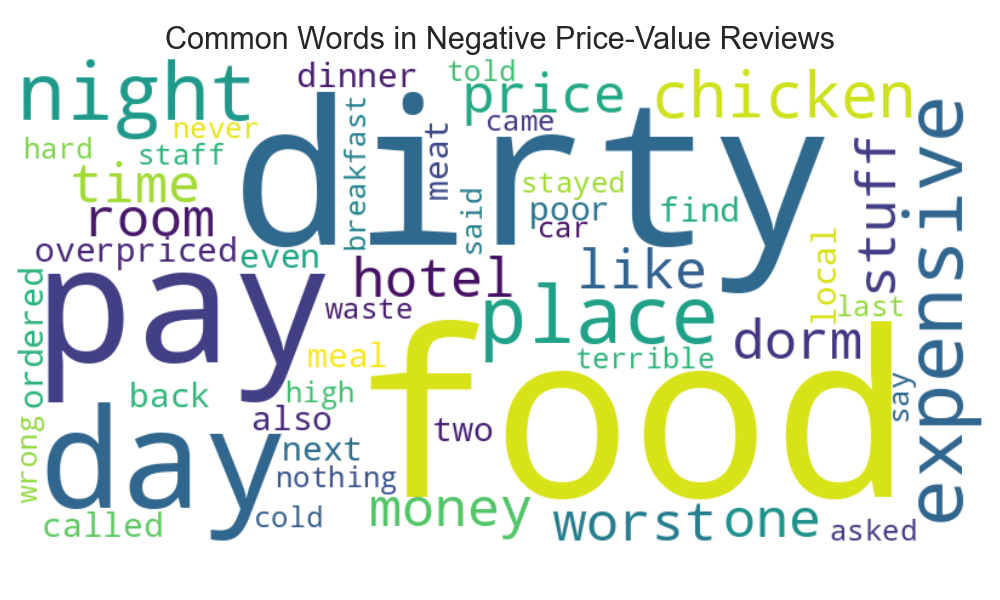 Common Words in Negative Price-Value Reviews
night
dinner
told
price
chicken
never
came
hard
staff
dirty
breakfast
meat
time
stayed
said
room
poor
find
car
stuff
expensive
overpriced
even
hotel
like
local
ordered
pay
waste
place
last
dorm
meal
terrible
back
high
food
say
day
also
two
wrong
next
nothing
money
called
cold
worst
one
asked